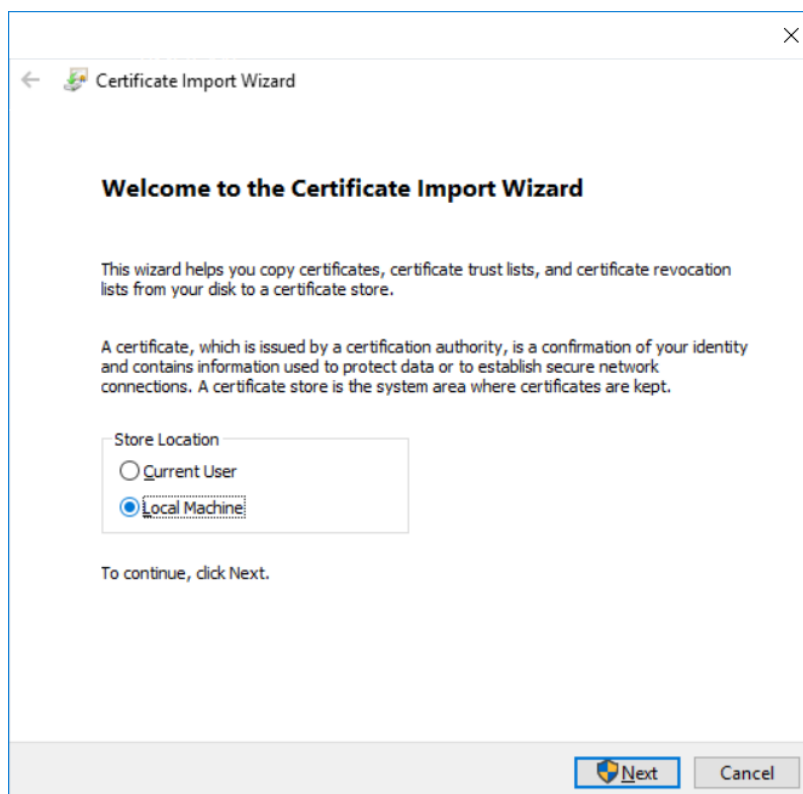 Certificate Import Wizard
Welcome to the Certificate Import Wizard
This wizard helps you copy certificates, certificate trust lists, and certificate revocation
lists from your disk to a certificate store.
A certificate, which is issued by a certification authority, is a confirmation of your identity
and contains information used to protect data or to establish secure network
connections. A certificate store is the system area where certificates are kept.
Store Location
Current User
Local Machine
To continue, click Next.
Next Cancel